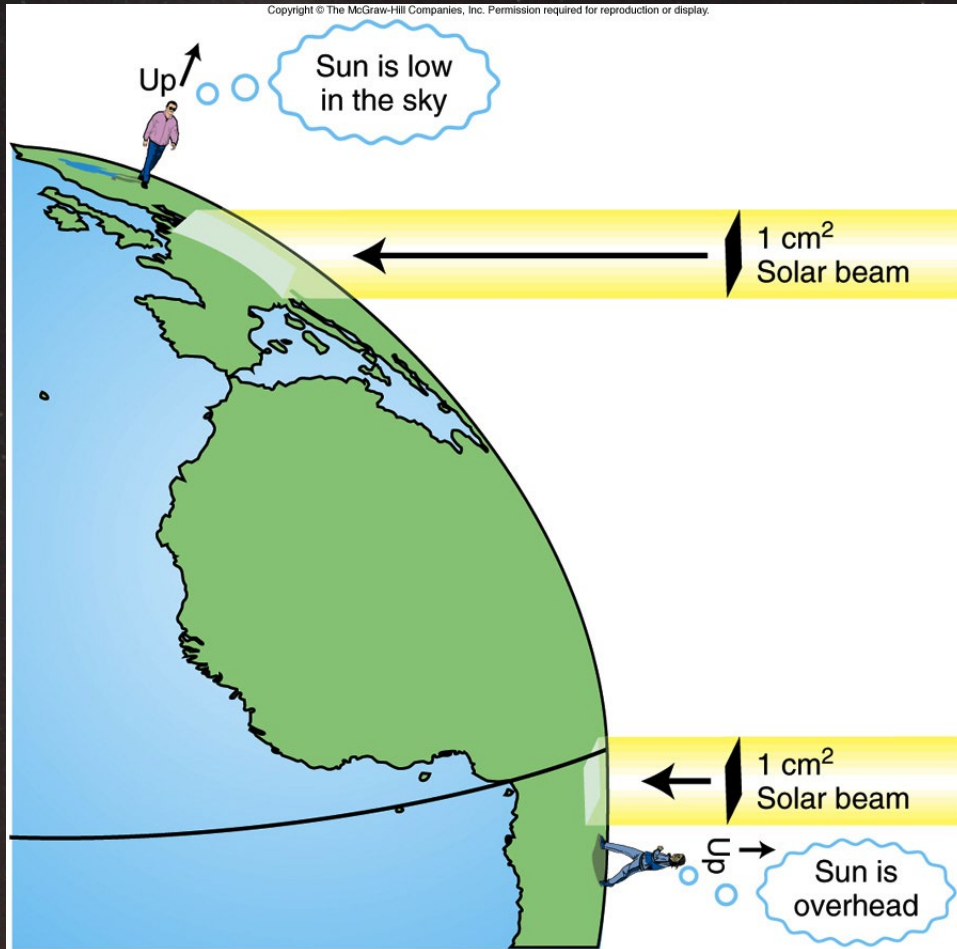 Copyright © The McGraw-Hill Companies, Inc. Permission required for reproduction or display.
Up
Sun is low
in the sky
1 cm²
Solar beam
1 cm²
Solar beam
Up
Sun is
overhead